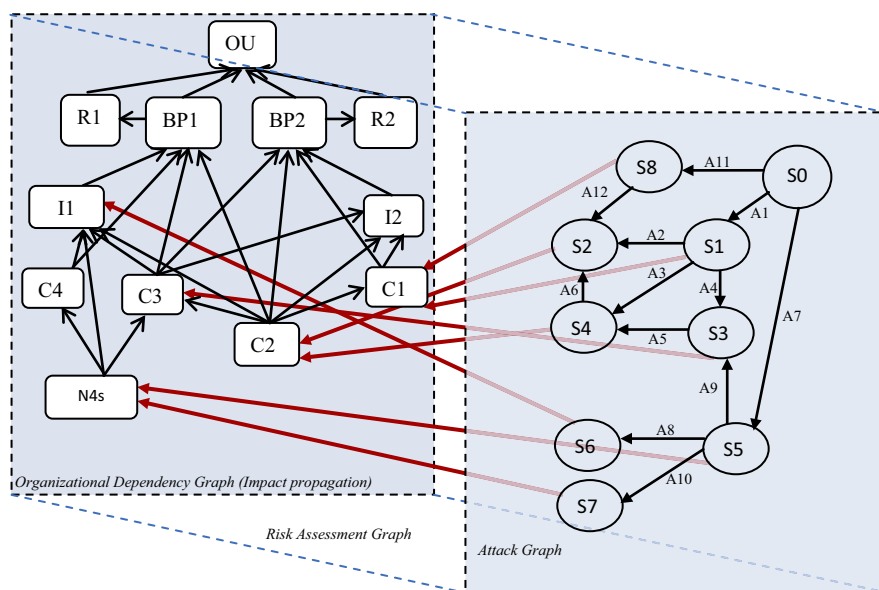 OU
R1
BP1
BP2
R2
I1
I2
C4
C3
C1
C2
N4s
Organizational Dependency Graph (Impact propagation)
Risk Assessment Graph
S8
A11
S0
A12
A1
S2
A2
S1
A3
A4
A6
S4
A5
S3
A7
A9
S6
A8
S5
A10
S7
Attack Graph